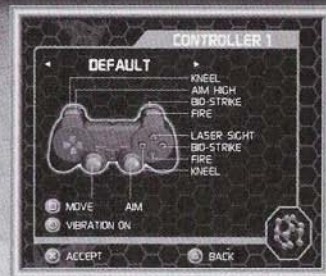 CONTROLLER 1
DEFAULT
KNEEL
AIM HIGH
BIO-STRIKE
FIRE
LASER SIGHT
BIO-STRIKE
FIRE
KNEEL
MOVE AIM
VIBRATION ON
ACCEPT BACK